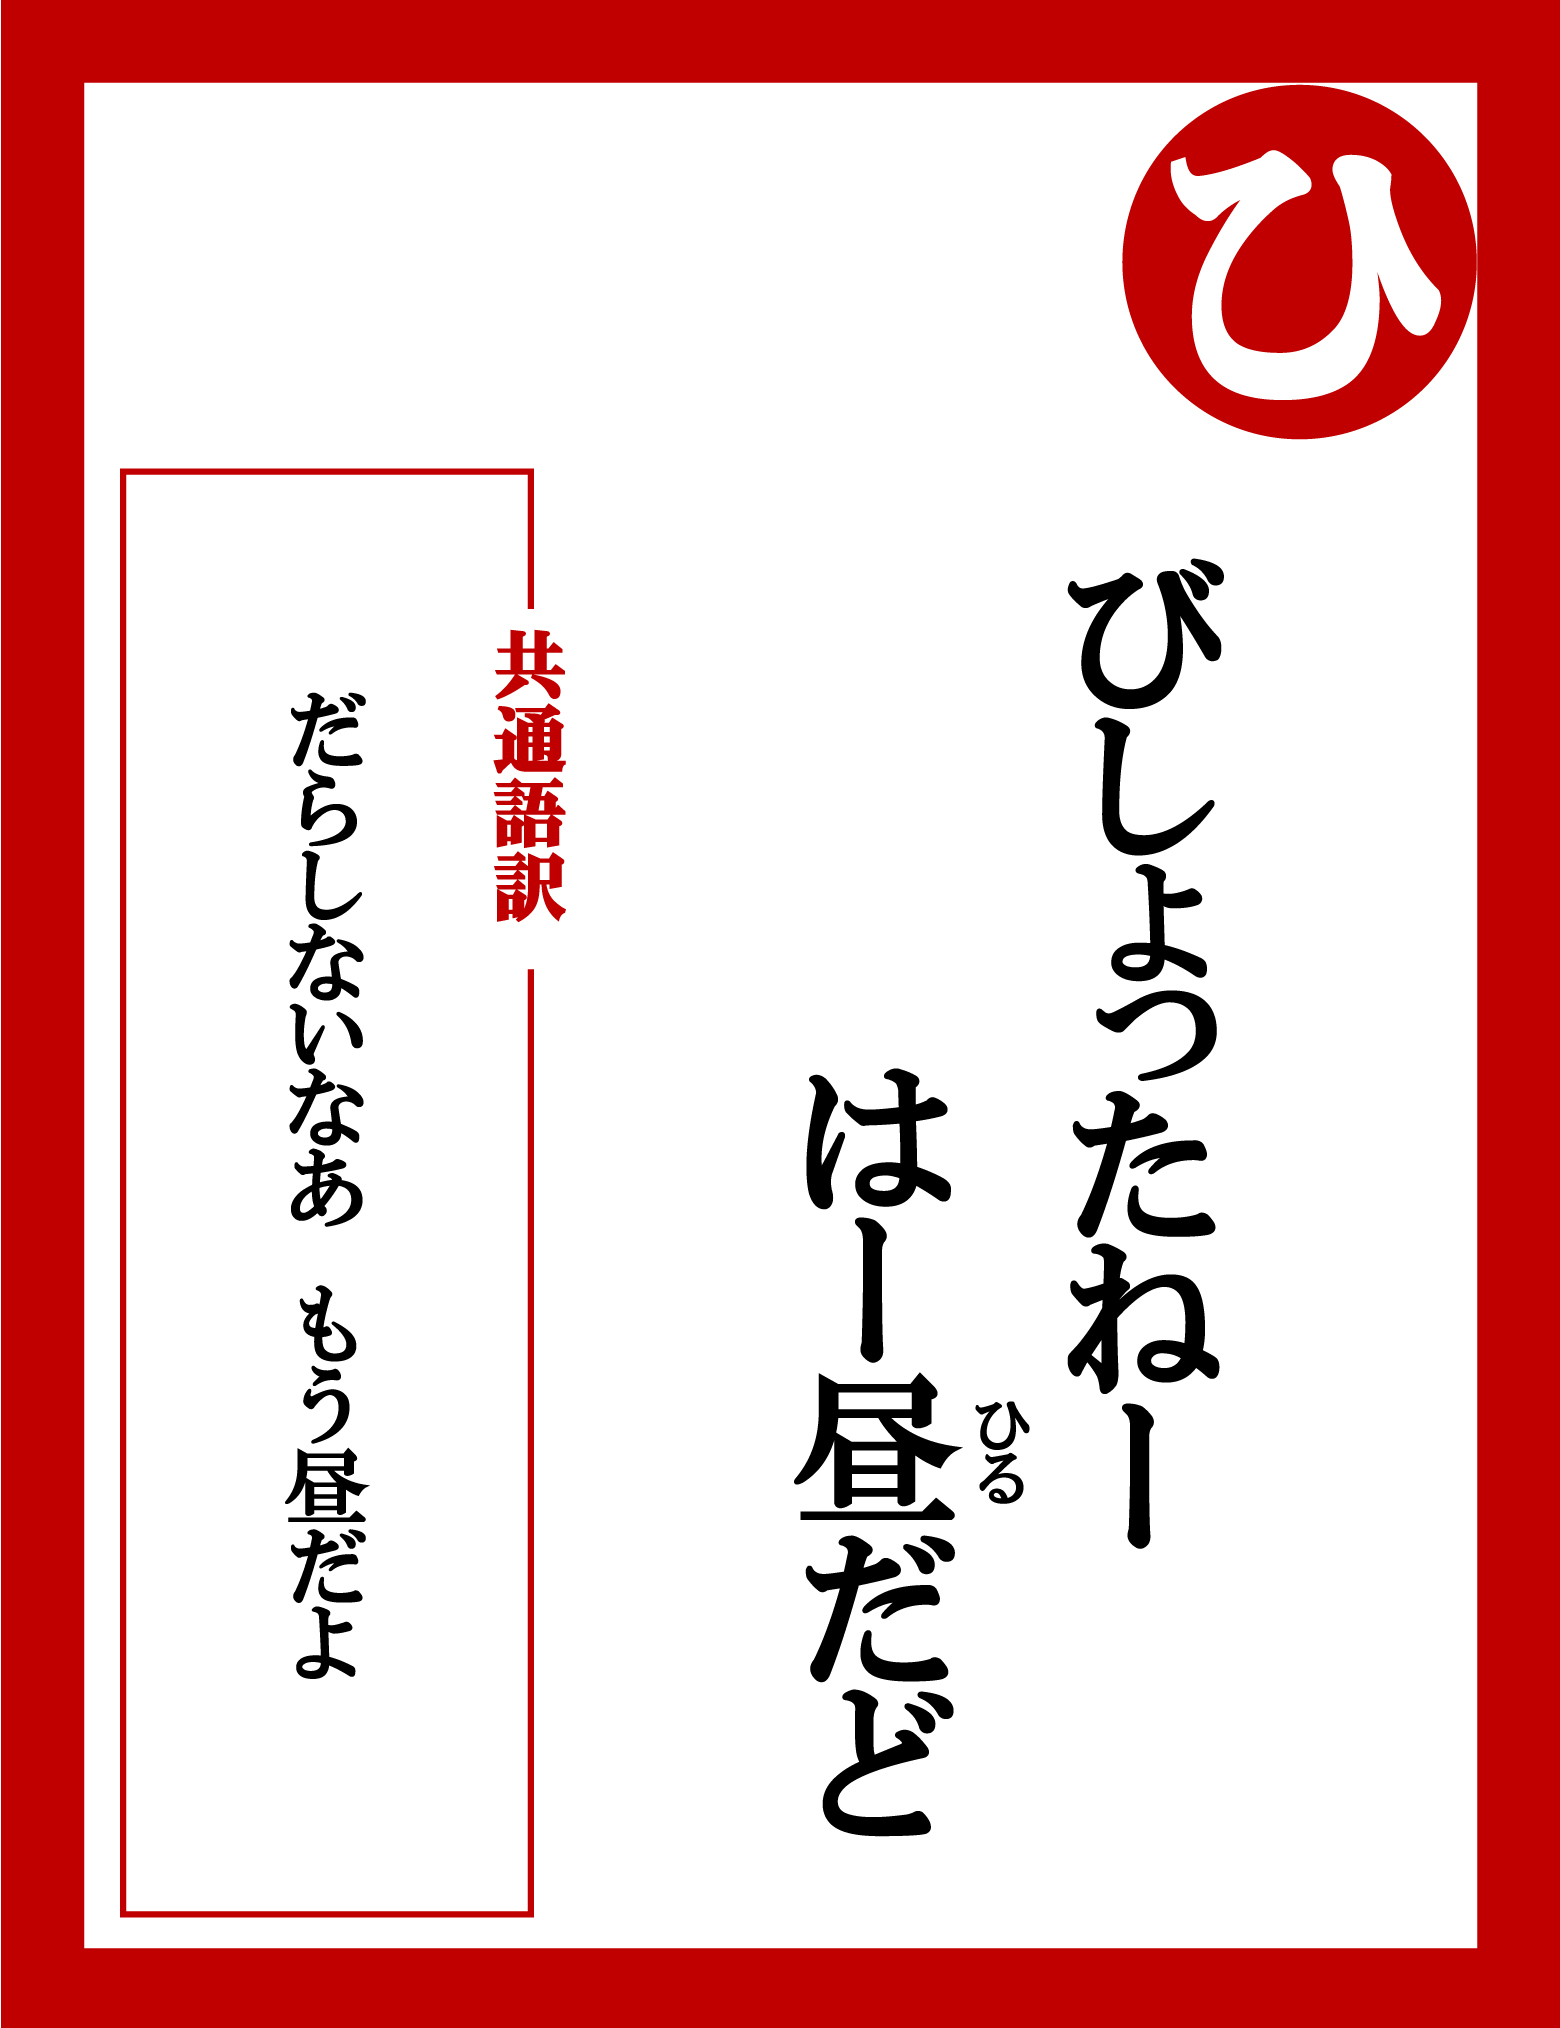 ひ
びしょったねー
はー昼だど
ひる
共通語訳
だらしないなあ　もう昼だよ